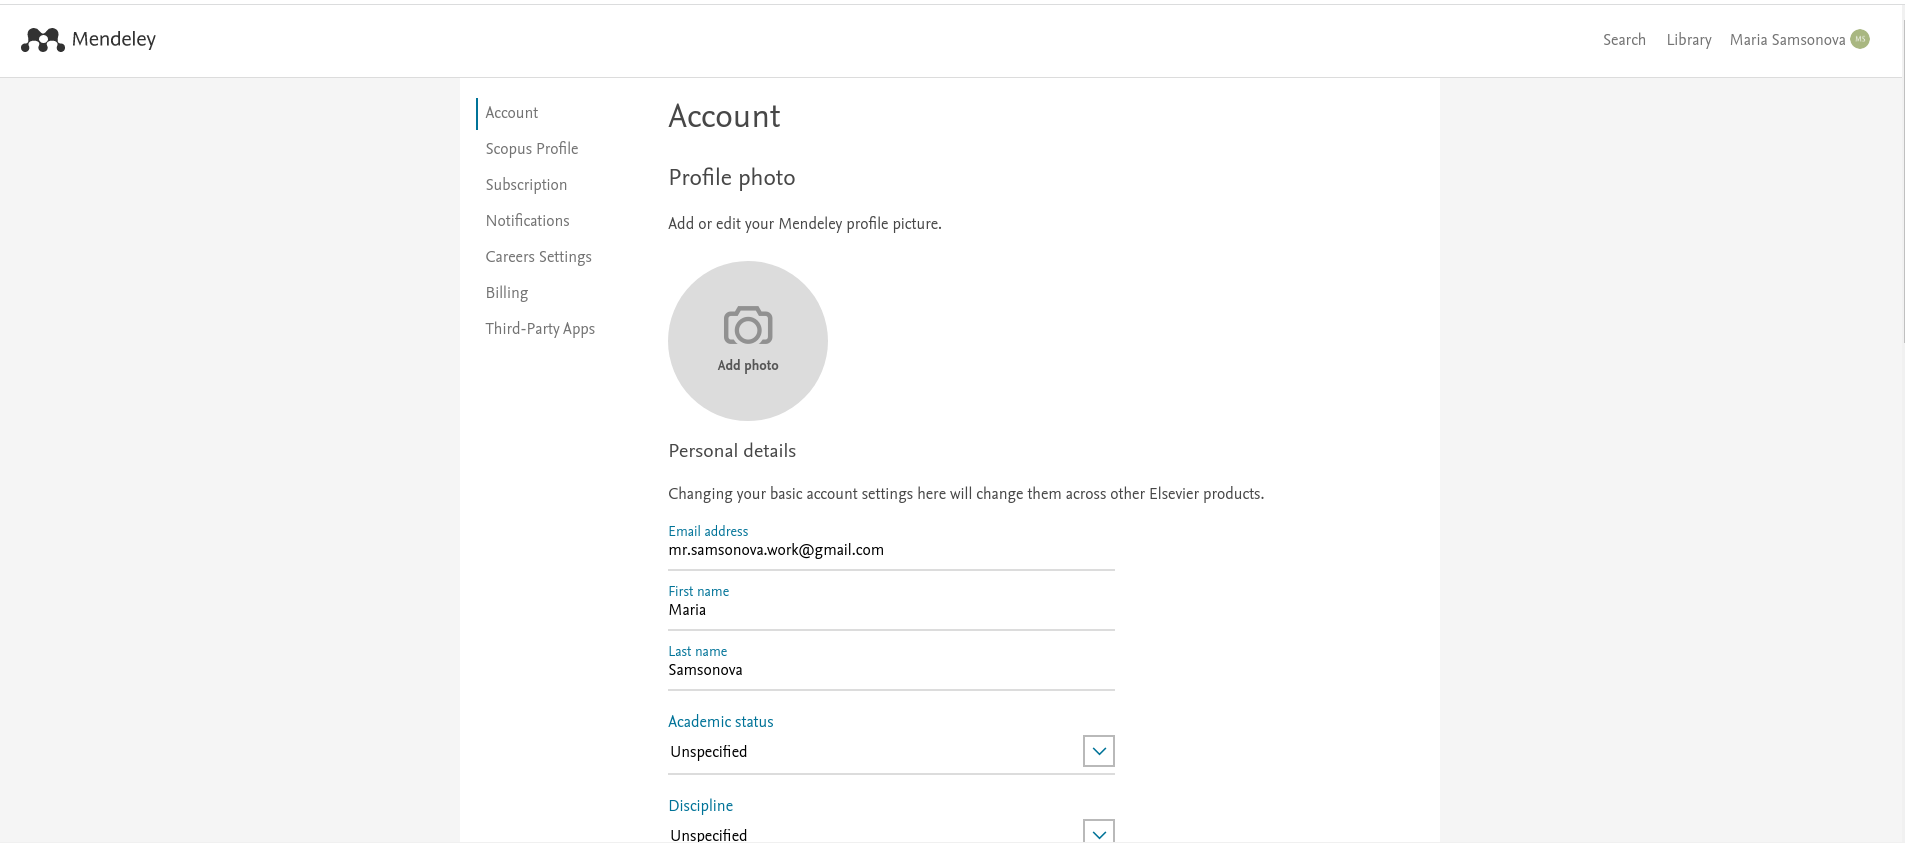 Mendeley
Search
Library
Maria Samsonova
MS
Account
Scopus Profile
Subscription
Notifications
Careers Settings
Billing
Third-Party Apps
Account
Profile photo
Add or edit your Mendeley profile picture.
Add photo
Personal details
Changing your basic account settings here will change them across other Elsevier products.
Email address
mr.samsonova.work@gmail.com
First name
Maria
Last name
Samsonova
Academic status
Unspecified
Discipline
Unspecified